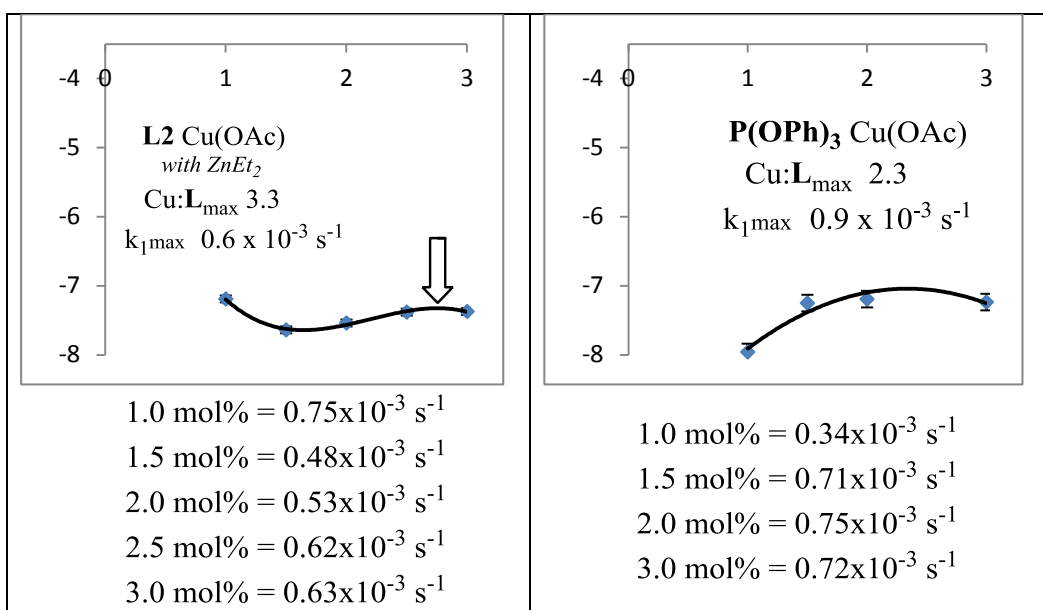 -4 0 1 2 3
-5
-6
-7
-8
L2 Cu(OAc)
with ZnEt₂
Cu:Lₘₐₓ 3.3
k₁max 0.6 x 10⁻³ s⁻¹
1.0 mol% = 0.75x10⁻³ s⁻¹
1.5 mol% = 0.48x10⁻³ s⁻¹
2.0 mol% = 0.53x10⁻³ s⁻¹
2.5 mol% = 0.62x10⁻³ s⁻¹
3.0 mol% = 0.63x10⁻³ s⁻¹
-4 0 1 2 3
-5
-6
-7
-8
P(OPh)₃ Cu(OAc)
Cu:Lₘₐₓ 2.3
k₁max 0.9 x 10⁻³ s⁻¹
1.0 mol% = 0.34x10⁻³ s⁻¹
1.5 mol% = 0.71x10⁻³ s⁻¹
2.0 mol% = 0.75x10⁻³ s⁻¹
3.0 mol% = 0.72x10⁻³ s⁻¹